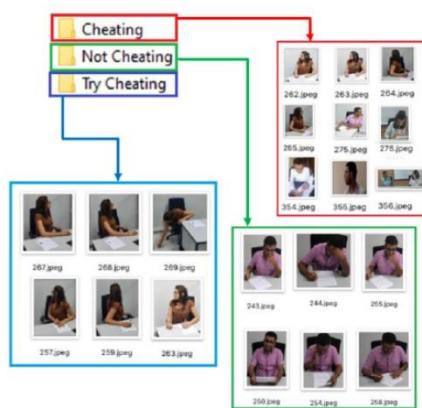 Cheating
Not Cheating
Try Cheating
262.jpeg 263.jpeg 264.jpeg
265.jpeg 275.jpeg 276.jpeg
354.jpeg 355.jpeg 356.jpeg
267.jpeg 268.jpeg 269.jpeg
257.jpeg 259.jpeg 263.jpeg
243.jpeg 244.jpeg 255.jpeg
250.jpeg 254.jpeg 258.jpeg